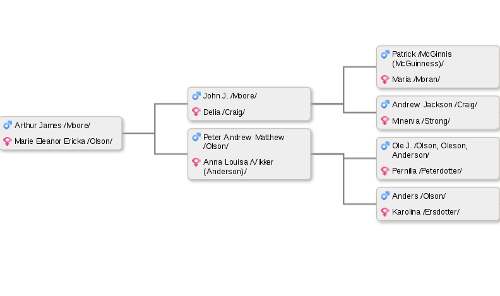 Arthur James /Moore/
Marie Eleanor Ericka /Olson/
John J. /Moore/
Delia /Craig/
Peter Andrew Matthew
/Olson/
Anna Louisa /Vikker
(Anderson)/
Patrick /McGinnis
(McGuinness)/
Maria /Moran/
Andrew Jackson /Craig/
Minerva /Strong/
Ole J. /Olson, Oleson,
Anderson/
Pernilla /Peterdotter/
Anders /Olson/
Karolina /Ersdotter/